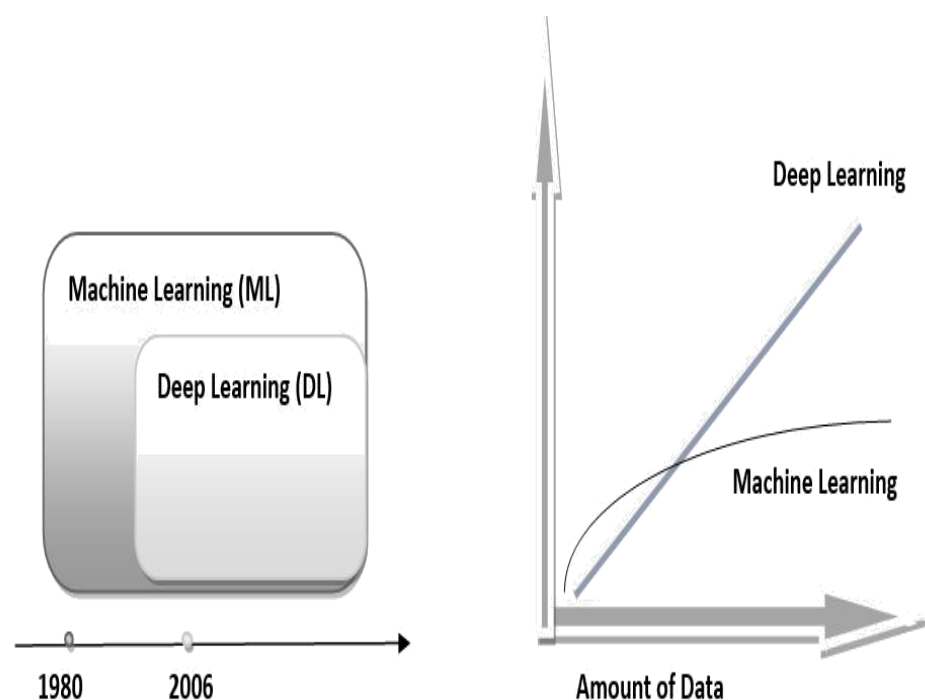 Machine Learning (ML)
Deep Learning (DL)
1980
2006
Deep Learning
Machine Learning
Amount of Data